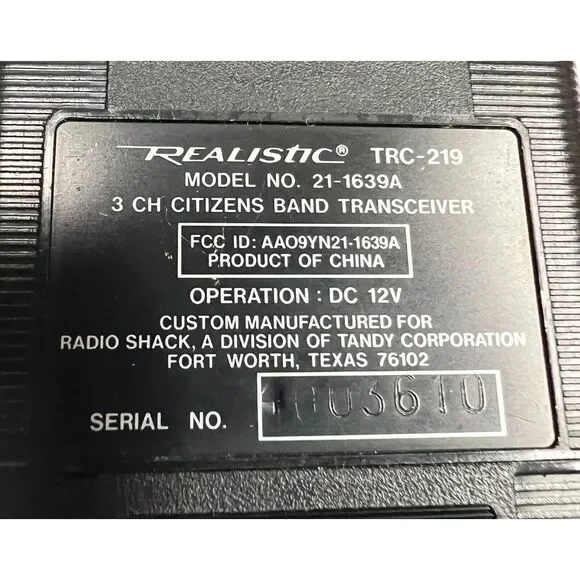 REALISTIC® TRC-219
MODEL NO. 21-1639A
3 CH CITIZENS BAND TRANSCEIVER
FCC ID: AAO9YN21-1639A
PRODUCT OF CHINA
OPERATION : DC 12V
CUSTOM MANUFACTURED FOR
RADIO SHACK, A DIVISION OF TANDY CORPORATION
FORT WORTH, TEXAS 76102
SERIAL NO.